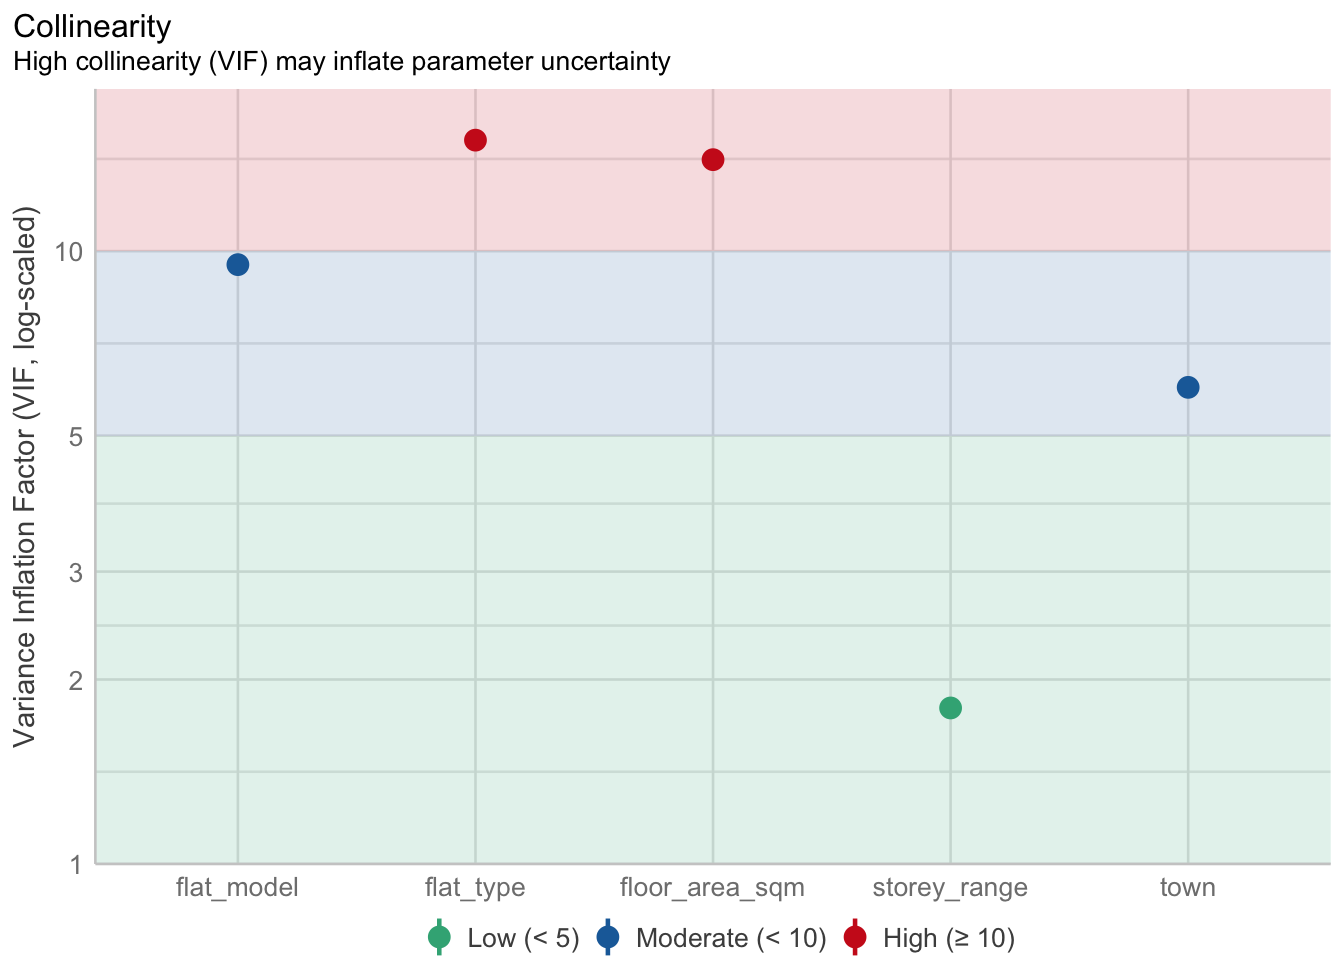 Collinearity
High collinearity (VIF) may inflate parameter uncertainty
Variance Inflation Factor (VIF, log-scaled)
10
5
3
2
1
flat_model flat_type floor_area_sqm storey_range town
Low (< 5) Moderate (< 10) High (≥ 10)